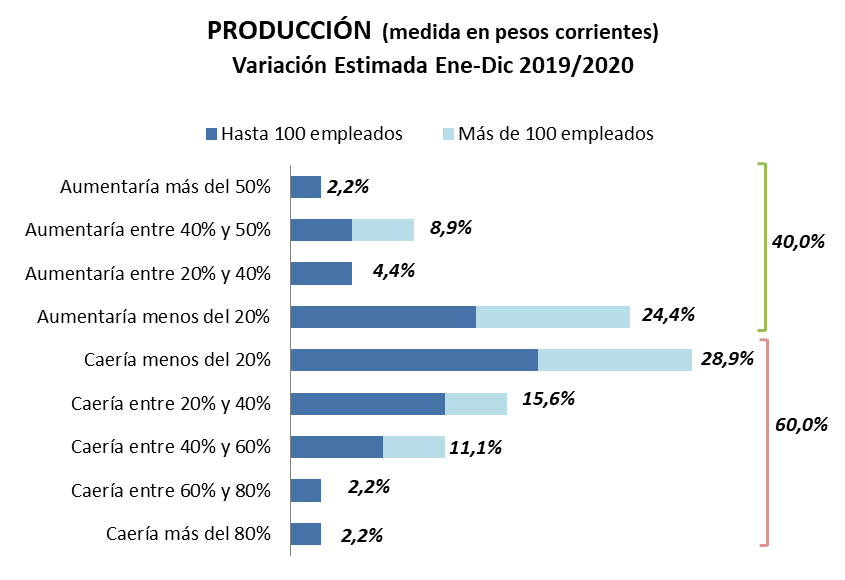 PRODUCCIÓN (medida en pesos corrientes)
Variación Estimada Ene-Dic 2019/2020
Hasta 100 empleados Más de 100 empleados
Aumentaría más del 50% 2,2%
Aumentaría entre 40% y 50% 8,9%
Aumentaría entre 20% y 40% 4,4%
Aumentaría menos del 20% 24,4%
40,0%
Caería menos del 20% 28,9%
Caería entre 20% y 40% 15,6%
Caería entre 40% y 60% 11,1%
Caería entre 60% y 80% 2,2%
Caería más del 80% 2,2%
60,0%